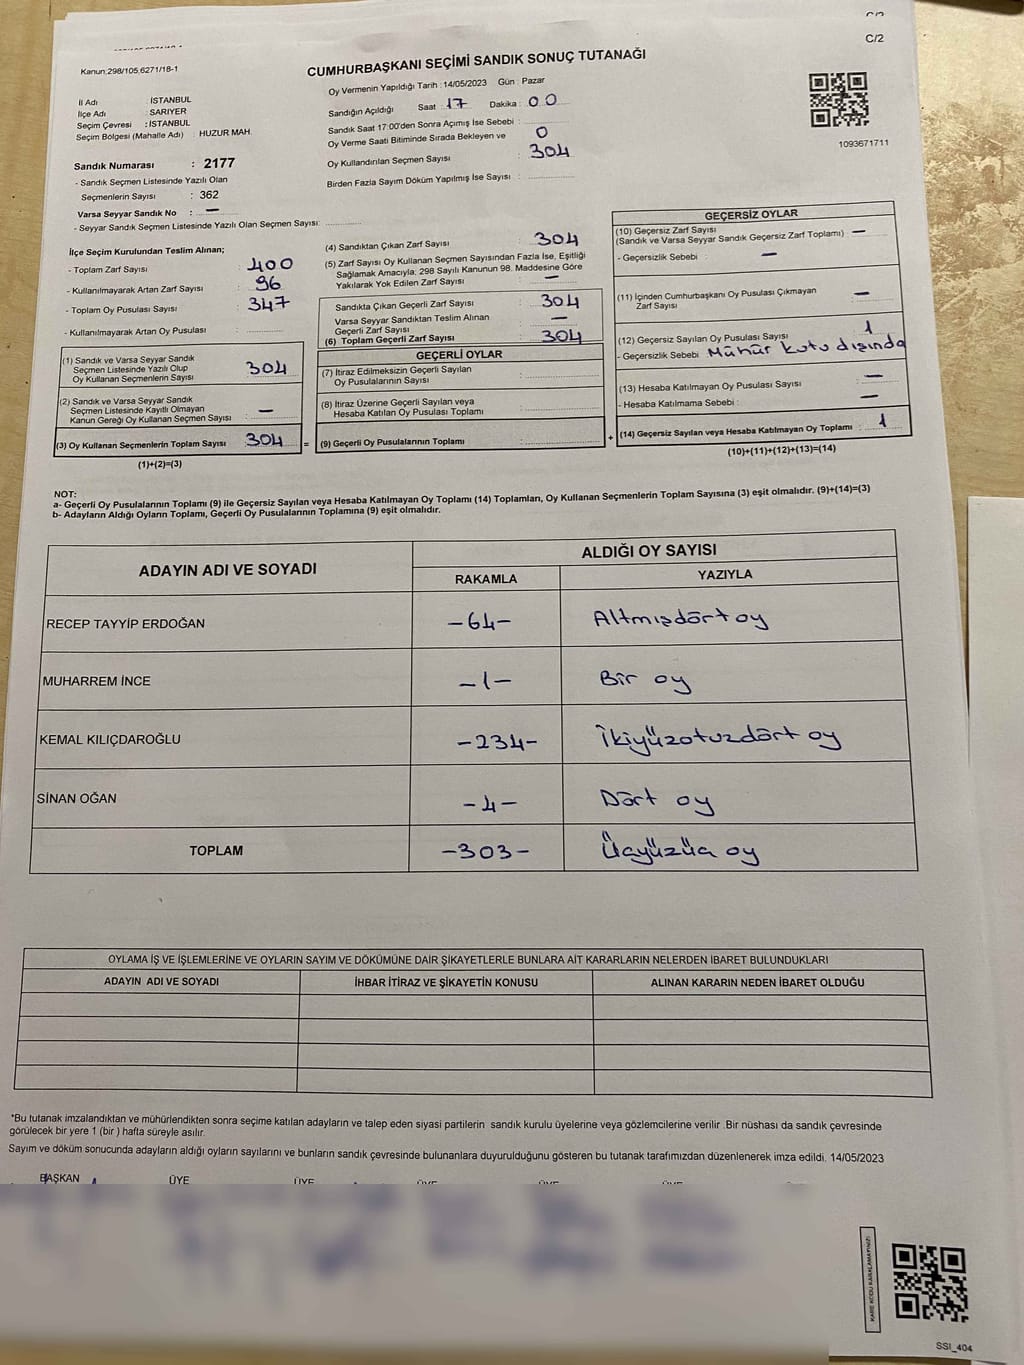 C/2
Kanun;298/105,6271/18-1
CUMHURBAŞKANI SEÇİMİ SANDIK SONUÇ TUTANAĞI
Oy Vermenin Yapıldığı Tarih :14/05/2023 Gün : Pazar
İl Adı : İSTANBUL
İlçe Adı : SARIYER
Seçim Çevresi : İSTANBUL
Seçim Bölgesi (Mahalle Adı) : HUZUR MAH.
Sandık Numarası : 2177
- Sandık Seçmen Listesinde Yazılı Olan
Seçmenlerin Sayısı : 362
Varsa Seyyar Sandık No : —
- Seyyar Sandık Seçmen Listesinde Yazılı Olan Seçmen Sayısı:
Sandığın Açıldığı Saat : 17 Dakika : 00
Sandık Saat 17:00'den Sonra Açımış İse Sebebi :
Oy Verme Saati Bitiminde Sırada Bekleyen ve : 0
Oy Kullandırılan Seçmen Sayısı : 304
Birden Fazla Sayım Döküm Yapılmış İse Sayısı :
1093671711
İlçe Seçim Kurulundan Teslim Alınan;
- Toplam Zarf Sayısı : 400
- Kullanılmayarak Artan Zarf Sayısı : 96
- Toplam Oy Pusulası Sayısı : 347
- Kullanılmayarak Artan Oy Pusulası :
(1) Sandık ve Varsa Seyyar Sandık
Seçmen Listesinde Yazılı Olup
Oy Kullanan Seçmenlerin Sayısı : 304
(2) Sandık ve Varsa Seyyar Sandık
Seçmen Listesinde Kayıtlı Olmayan
Kanun Gereği Oy Kullanan Seçmen Sayısı : —
(3) Oy Kullanan Seçmenlerin Toplam Sayısı : 304
(1)+(2)=(3)
(4) Sandıktan Çıkan Zarf Sayısı : 304
(5) Zarf Sayısı Oy Kullanan Seçmen Sayısından Fazla İse, Eşitliği
Sağlamak Amacıyla; 298 Sayılı Kanunun 98. Maddesine Göre
Yakılarak Yok Edilen Zarf Sayısı : —
Sandıkta Çıkan Geçerli Zarf Sayısı : 304
Varsa Seyyar Sandıktan Teslim Alınan
Geçerli Zarf Sayısı : —
(6) Toplam Geçerli Zarf Sayısı : 304
GEÇERLİ OYLAR
(7) İtiraz Edilmeksizin Geçerli Sayılan
Oy Pusulalarının Sayısı :
(8) İtiraz Üzerine Geçerli Sayılan veya
Hesaba Katılan Oy Pusulası Toplamı :
= (9) Geçerli Oy Pusulalarının Toplamı :
GEÇERSİZ OYLAR
(10) Geçersiz Zarf Sayısı
(Sandık ve Varsa Seyyar Sandık Geçersiz Zarf Toplamı) : —
- Geçersizlik Sebebi : —
(11) İçinden Cumhurbaşkanı Oy Pusulası Çıkmayan
Zarf Sayısı : —
(12) Geçersiz Sayılan Oy Pusulası Sayısı : 1
- Geçersizlik Sebebi : Mühür kutu dışında
(13) Hesaba Katılmayan Oy Pusulası Sayısı : —
- Hesaba Katılmama Sebebi : —
+ (14) Geçersiz Sayılan veya Hesaba Katılmayan Oy Toplamı : 1
(10)+(11)+(12)+(13)=(14)
NOT:
a- Geçerli Oy Pusulalarının Toplamı (9) ile Geçersiz Sayılan veya Hesaba Katılmayan Oy Toplamı (14) Toplamları, Oy Kullanan Seçmenlerin Toplam Sayısına (3) eşit olmalıdır. (9)+(14)=(3)
b- Adayların Aldığı Oyların Toplamı, Geçerli Oy Pusulalarının Toplamına (9) eşit olmalıdır.
ADAYIN ADI VE SOYADI
ALDIĞI OY SAYISI
RAKAMLA YAZIYLA
RECEP TAYYİP ERDOĞAN -64- Altmışdört oy
MUHARREM İNCE -1- Bir oy
KEMAL KILIÇDAROĞLU -234- İkiyüzotuzdört oy
SİNAN OĞAN -4- Dört oy
TOPLAM -303- Üçyüzüç oy
OYLAMA İŞ VE İŞLEMLERİNE VE OYLARIN SAYIM VE DÖKÜMÜNE DAİR ŞİKAYETLERLE BUNLARA AİT KARARLARIN NELERDEN İBARET BULUNDUKLARI
ADAYIN ADI VE SOYADI İHBAR İTİRAZ VE ŞİKAYETİN KONUSU ALINAN KARARIN NEDEN İBARET OLDUĞU
*Bu tutanak imzalandıktan ve mühürlendikten sonra seçime katılan adayların ve talep eden siyasi partilerin sandık kurulu üyelerine veya gözlemcilerine verilir .Bir nüshası da sandık çevresinde
görülecek bir yere 1 (bir ) hafta süreyle asılır.
Sayım ve döküm sonucunda adayların aldığı oyların sayılarını ve bunların sandık çevresinde bulunanlara duyurulduğunu gösteren bu tutanak tarafımızdan düzenlenerek imza edildi. 14/05/2023
BAŞKAN ÜYE ÜYE ÜYE ÜYE ÜYE
KARE KODU KARALAMAYINIZ!
SSI_404